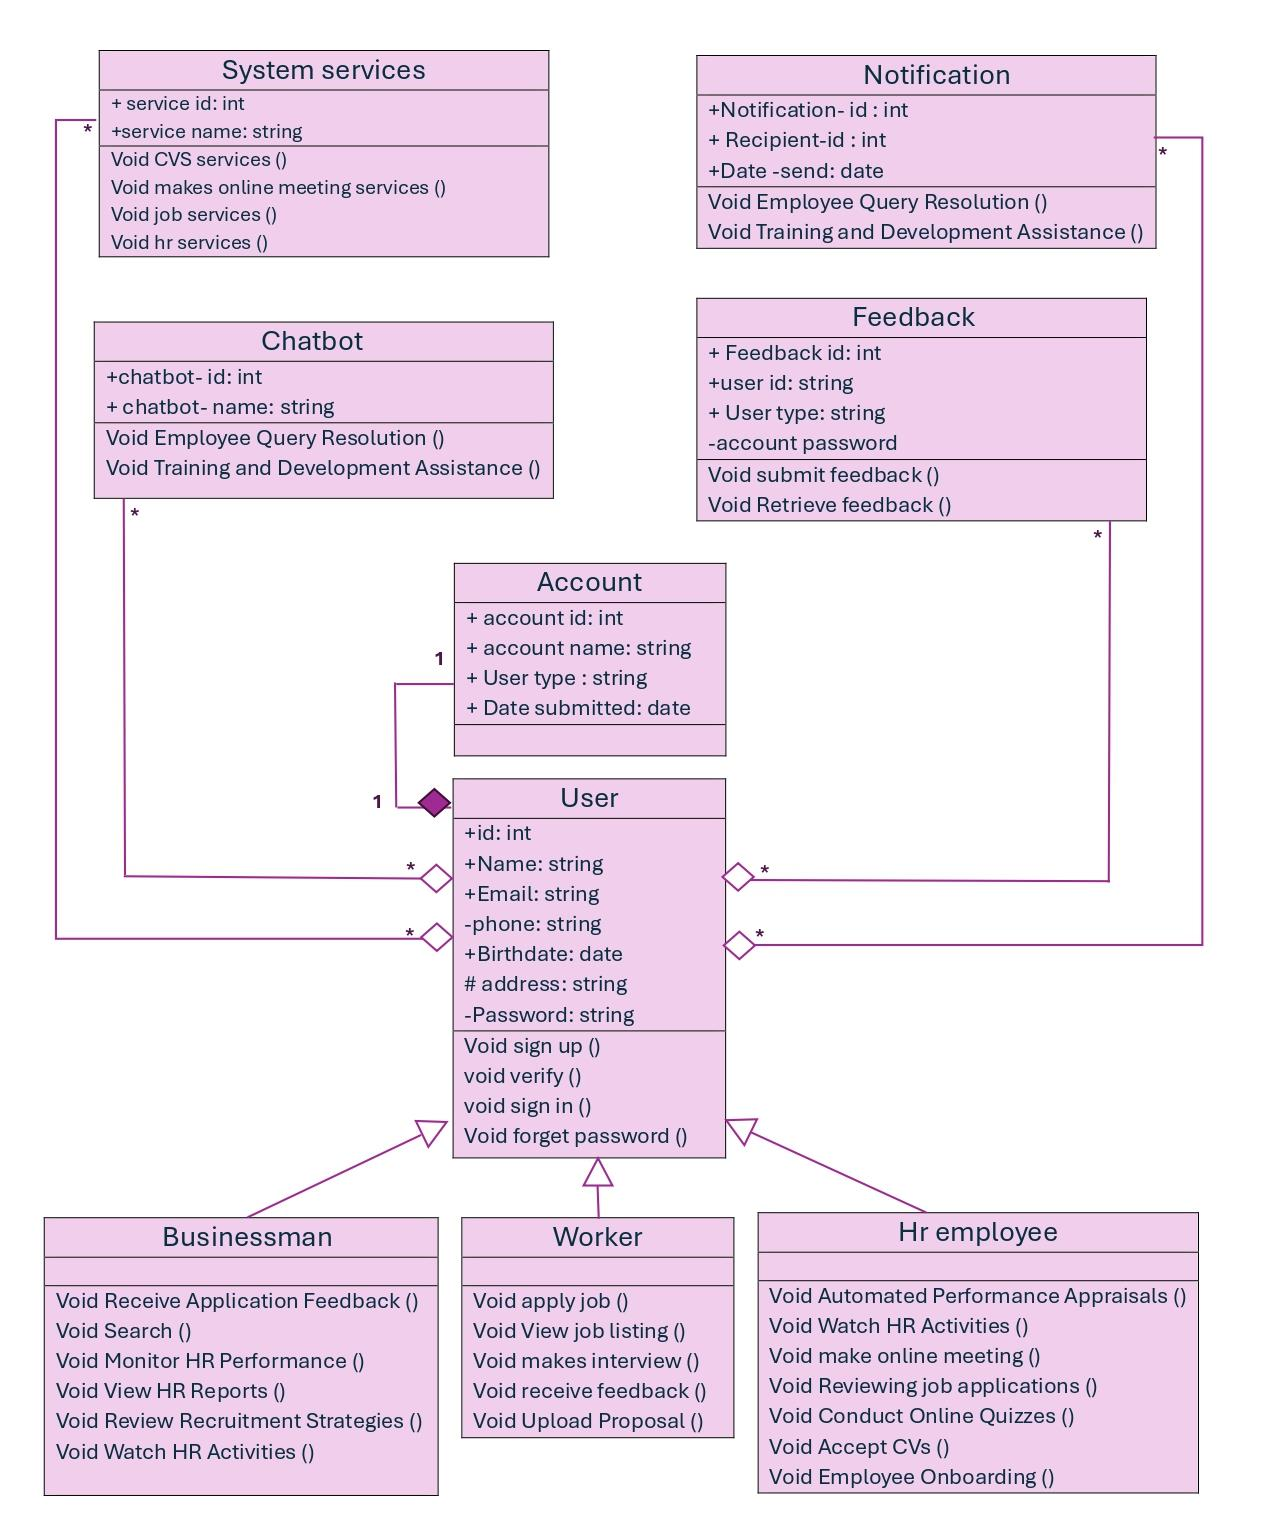 System services
+ service id: int
+service name: string
Void CVS services ()
Void makes online meeting services ()
Void job services ()
Void hr services ()
*
Notification
+Notification- id : int
+ Recipient-id : int
+Date -send: date
Void Employee Query Resolution ()
Void Training and Development Assistance ()
*
Chatbot
+chatbot- id: int
+ chatbot- name: string
Void Employee Query Resolution ()
Void Training and Development Assistance ()
*
Feedback
+ Feedback id: int
+user id: string
+ User type: string
-account password
Void submit feedback ()
Void Retrieve feedback ()
*
Account
+ account id: int
+ account name: string
+ User type : string
+ Date submitted: date
1
1
User
+id: int
+Name: string
+Email: string
-phone: string
+Birthdate: date
# address: string
-Password: string
Void sign up ()
void verify ()
void sign in ()
Void forget password ()
*
*
*
*
Businessman
Void Receive Application Feedback ()
Void Search ()
Void Monitor HR Performance ()
Void View HR Reports ()
Void Review Recruitment Strategies ()
Void Watch HR Activities ()
Worker
Void apply job ()
Void View job listing ()
Void makes interview ()
Void receive feedback ()
Void Upload Proposal ()
Hr employee
Void Automated Performance Appraisals ()
Void Watch HR Activities ()
Void make online meeting ()
Void Reviewing job applications ()
Void Conduct Online Quizzes ()
Void Accept CVs ()
Void Employee Onboarding ()